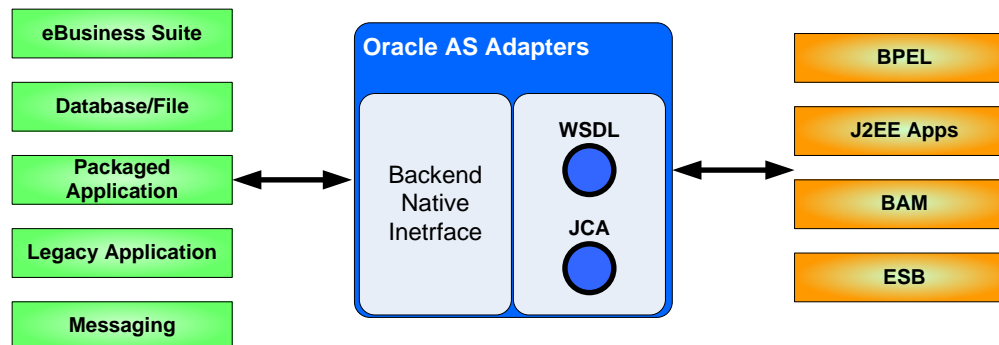 eBusiness Suite
Database/File
Packaged
Application
Legacy Application
Messaging
Oracle AS Adapters
Backend
Native
Inetrface
WSDL
JCA
BPEL
J2EE Apps
BAM
ESB